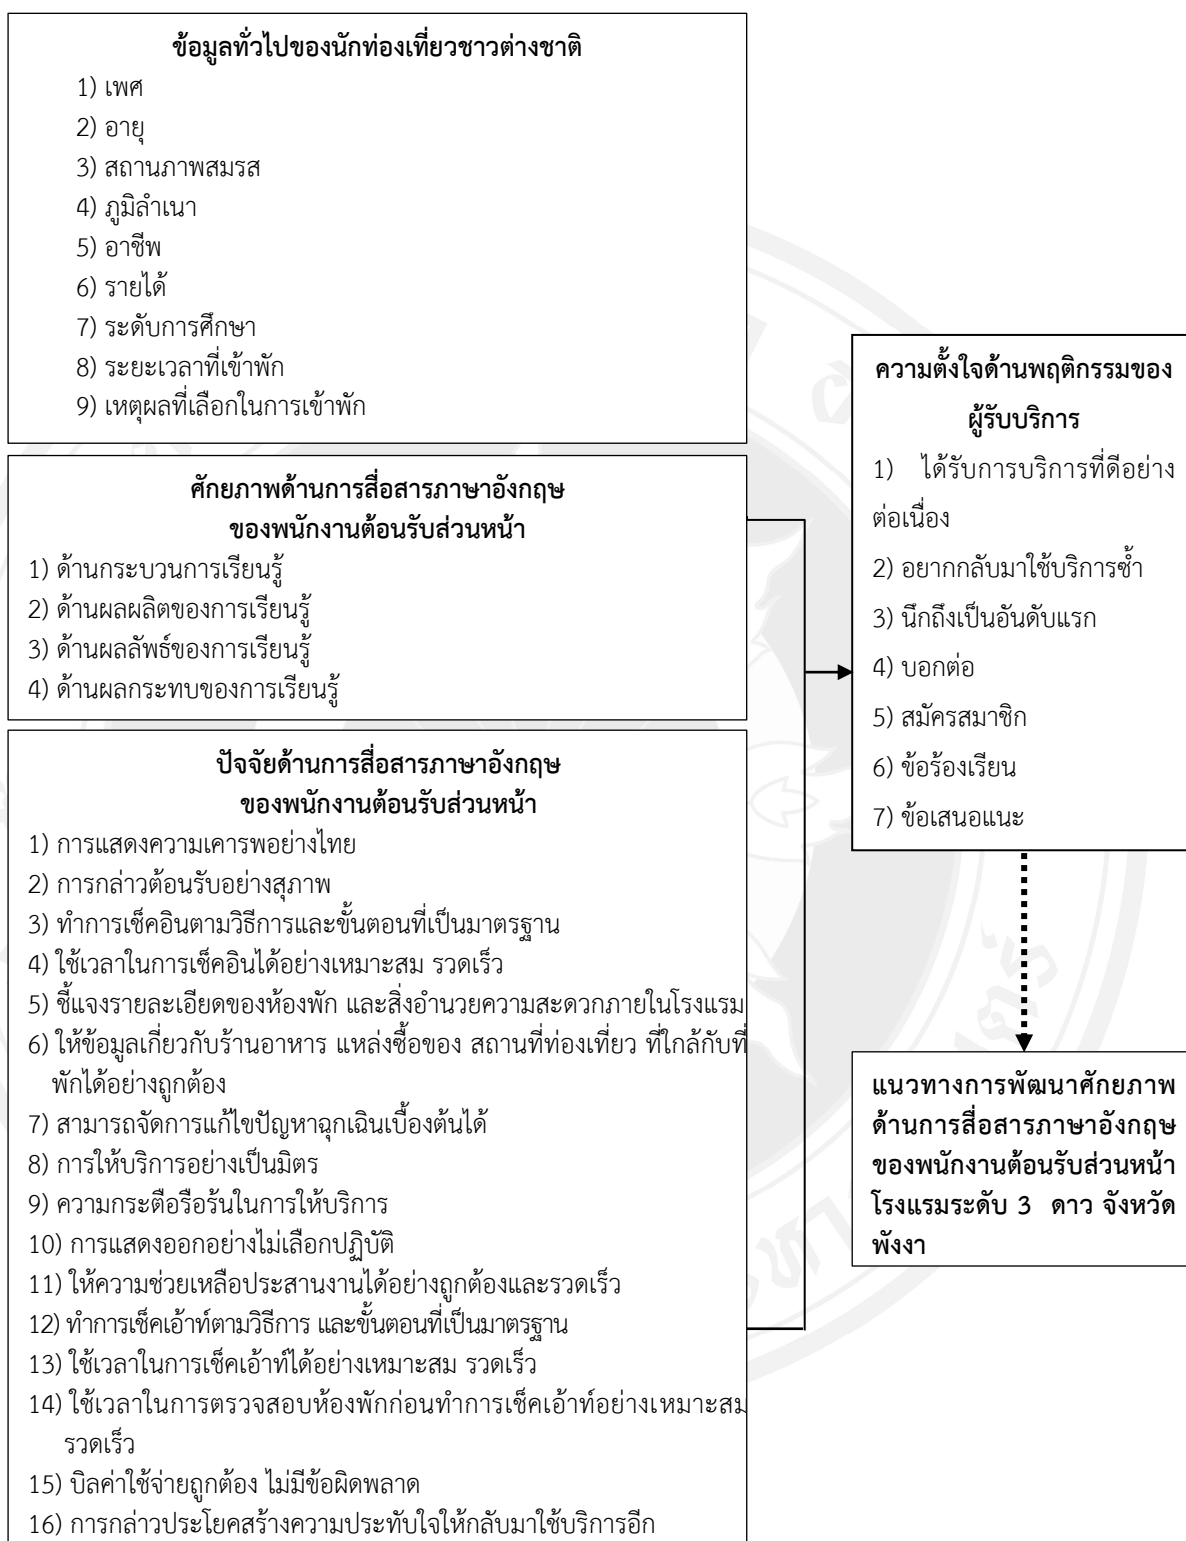 ข้อมูลทั่วไปของนักท่องเที่ยวชาวต่างชาติ
1) เพศ
2) อายุ
3) สถานภาพสมรส
4) ภูมิลำเนา
5) อาชีพ
6) รายได้
7) ระดับการศึกษา
8) ระยะเวลาที่เข้าพัก
9) เหตุผลที่เลือกในการเข้าพัก
ศักยภาพด้านการสื่อสารภาษาอังกฤษ
ของพนักงานต้อนรับส่วนหน้า
1) ด้านกระบวนการเรียนรู้
2) ด้านผลผลิตของการเรียนรู้
3) ด้านผลลัพธ์ของการเรียนรู้
4) ด้านผลกระทบของการเรียนรู้
ปัจจัยด้านการสื่อสารภาษาอังกฤษ
ของพนักงานต้อนรับส่วนหน้า
1) การแสดงความเคารพอย่างไทย
2) การกล่าวต้อนรับอย่างสุภาพ
3) ทำการเช็คอินตามวิธีการและขั้นตอนที่เป็นมาตรฐาน
4) ใช้เวลาในการเช็คอินได้อย่างเหมาะสม รวดเร็ว
5) ชี้แจงรายละเอียดของห้องพัก และสิ่งอำนวยความสะดวกภายในโรงแรม
6) ให้ข้อมูลเกี่ยวกับร้านอาหาร แหล่งซื้อของ สถานที่ท่องเที่ยว ที่ใกล้กับที่
พักได้อย่างถูกต้อง
7) สามารถจัดการแก้ไขปัญหาฉุกเฉินเบื้องต้นได้
8) การให้บริการอย่างเป็นมิตร
9) ความกระตือรือร้นในการให้บริการ
10) การแสดงออกอย่างไม่เลือกปฏิบัติ
11) ให้ความช่วยเหลือประสานงานได้อย่างถูกต้องและรวดเร็ว
12) ทำการเช็คเอ้าท์ตามวิธีการ และขั้นตอนที่เป็นมาตรฐาน
13) ใช้เวลาในการเช็คเอ้าท์ได้อย่างเหมาะสม รวดเร็ว
14) ใช้เวลาในการตรวจสอบห้องพักก่อนทำการเช็คเอ้าท์อย่างเหมาะสม
รวดเร็ว
15) บิลค่าใช้จ่ายถูกต้อง ไม่มีข้อผิดพลาด
16) การกล่าวประโยคสร้างความประทับใจให้กลับมาใช้บริการอีก
ความตั้งใจด้านพฤติกรรมของ
ผู้รับบริการ
1) ได้รับการบริการที่ดีอย่าง
ต่อเนื่อง
2) อยากกลับมาใช้บริการซ้ำ
3) นึกถึงเป็นอันดับแรก
4) บอกต่อ
5) สมัครสมาชิก
6) ข้อร้องเรียน
7) ข้อเสนอแนะ
แนวทางการพัฒนาศักยภาพ
ด้านการสื่อสารภาษาอังกฤษ
ของพนักงานต้อนรับส่วนหน้า
โรงแรมระดับ 3 ดาว จังหวัด
พังงา